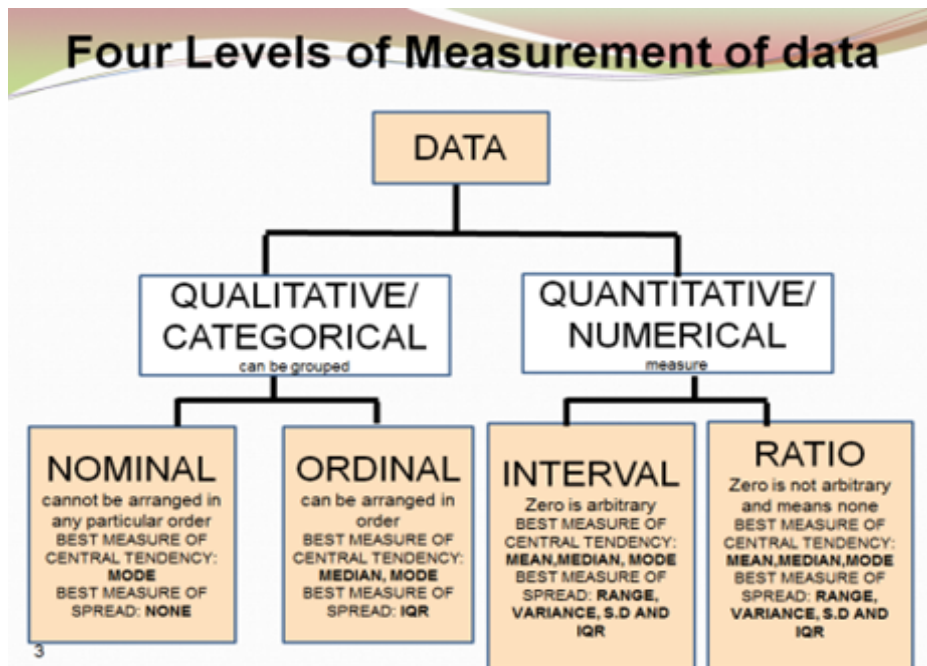 Four Levels of Measurement of data
DATA
QUALITATIVE/
CATEGORICAL
can be grouped
QUANTITATIVE/
NUMERICAL
measure
NOMINAL
cannot be arranged in
any particular order
BEST MEASURE OF
CENTRAL TENDENCY:
MODE
BEST MEASURE OF
SPREAD: NONE
ORDINAL
can be arranged in
order
BEST MEASURE OF
CENTRAL TENDENCY:
MEDIAN, MODE
BEST MEASURE OF
SPREAD: IQR
INTERVAL
Zero is arbitrary
BEST MEASURE OF
CENTRAL TENDENCY:
MEAN,MEDIAN, MODE
BEST MEASURE OF
SPREAD: RANGE,
VARIANCE, S.D AND
IQR
RATIO
Zero is not arbitrary
and means none
BEST MEASURE OF
CENTRAL TENDENCY:
MEAN,MEDIAN,MODE
BEST MEASURE OF
SPREAD: RANGE,
VARIANCE, S.D AND
IQR
3